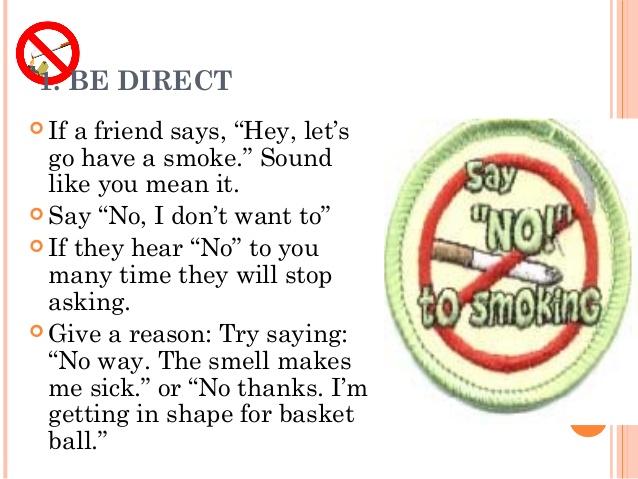 1. BE DIRECT
If a friend says, “Hey, let’s
go have a smoke.” Sound
like you mean it.
Say “No, I don’t want to”
If they hear “No” to you
many time they will stop
asking.
Give a reason: Try saying:
“No way. The smell makes
me sick.” or “No thanks. I’m
getting in shape for basket
ball.”
Say
"NO!"
to smoking